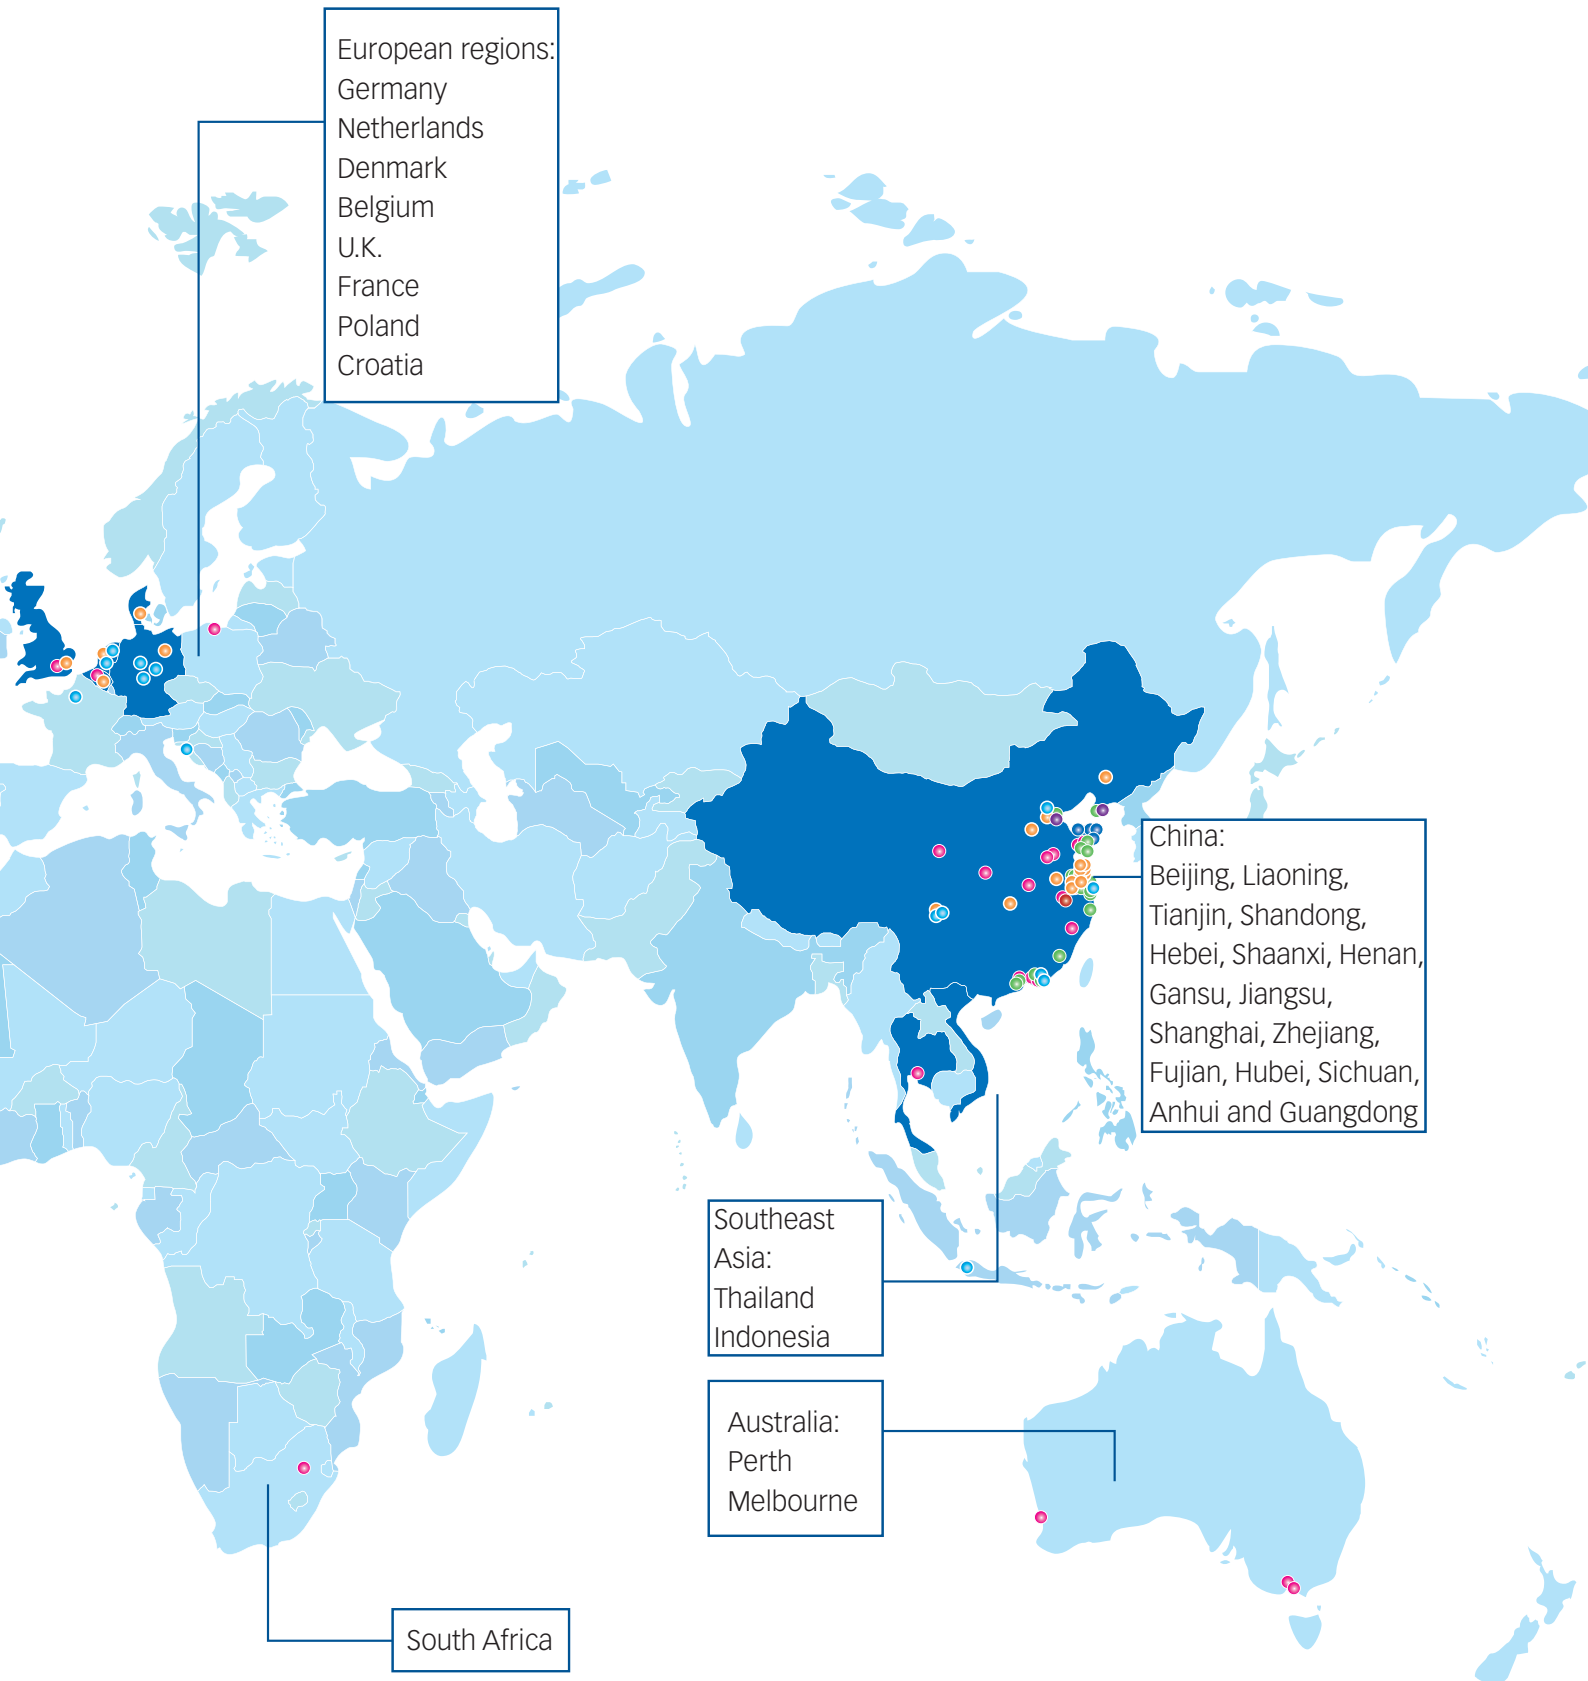 European regions:
Germany
Netherlands
Denmark
Belgium
U.K.
France
Poland
Croatia
China:
Beijing, Liaoning,
Tianjin, Shandong,
Hebei, Shaanxi, Henan,
Gansu, Jiangsu,
Shanghai, Zhejiang,
Fujian, Hubei, Sichuan,
Anhui and Guangdong
Southeast
Asia:
Thailand
Indonesia
Australia:
Perth
Melbourne
South Africa